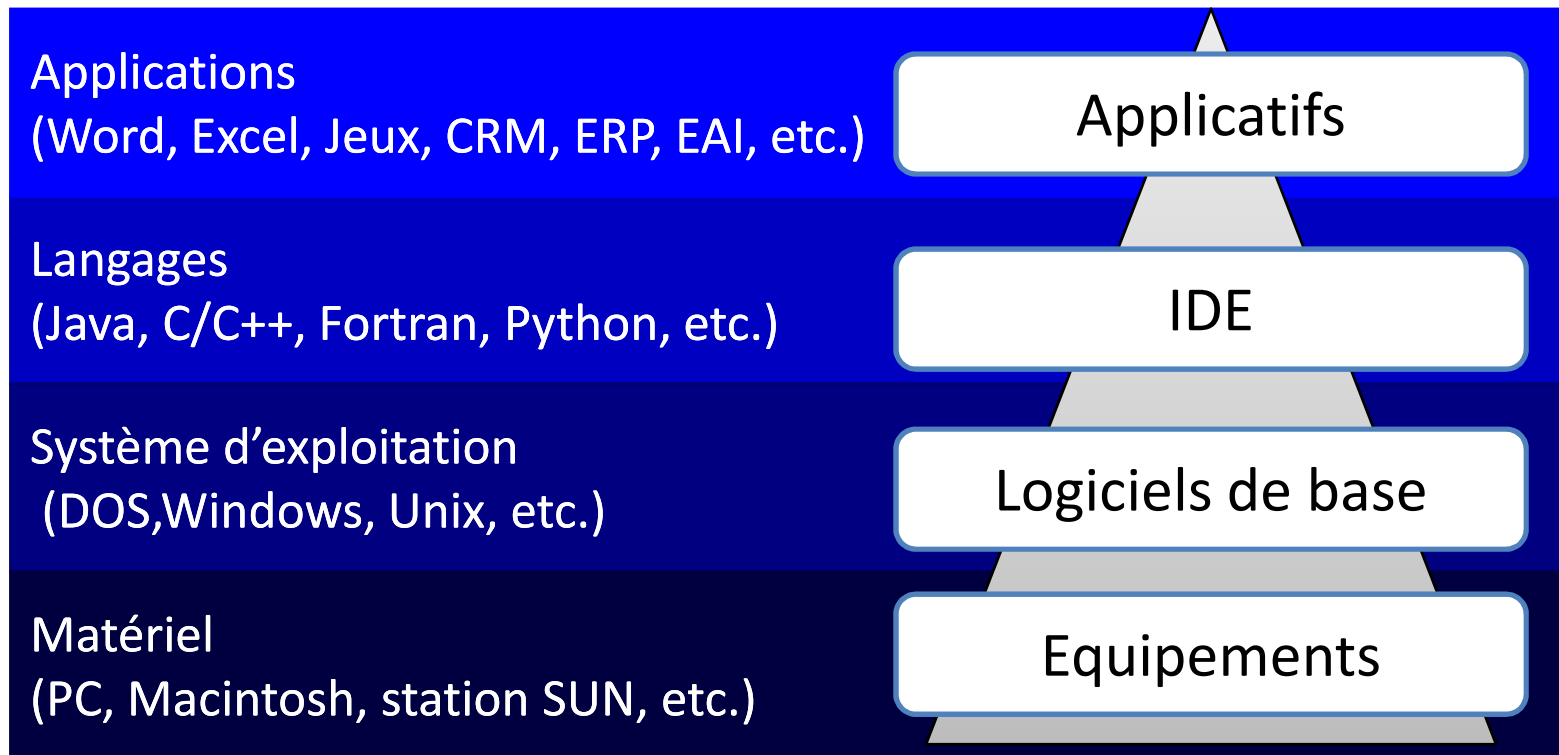 Applications
(Word, Excel, Jeux, CRM, ERP, EAI, etc.)
Applicatifs
Langages
(Java, C/C++, Fortran, Python, etc.)
IDE
Système d’exploitation
(DOS,Windows, Unix, etc.)
Logiciels de base
Matériel
(PC, Macintosh, station SUN, etc.)
Equipements